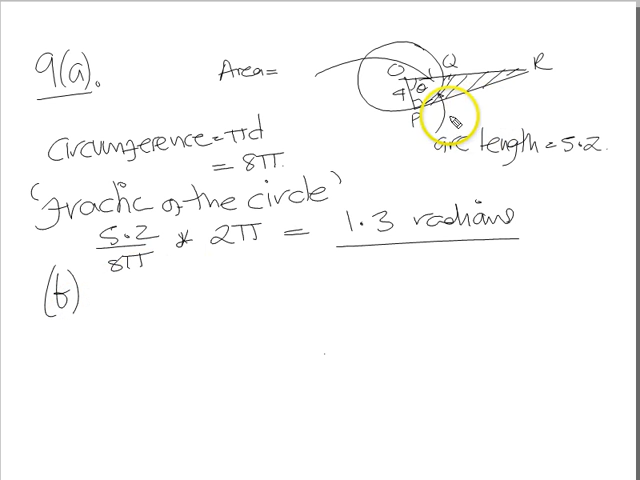 9(a).
Area=
O Q R
4 θ
P
arc length = 5.2.
Circumference = πd
= 8π.
(fractio of the circle)
5.2/8π * 2π = 1.3 radians
(b)